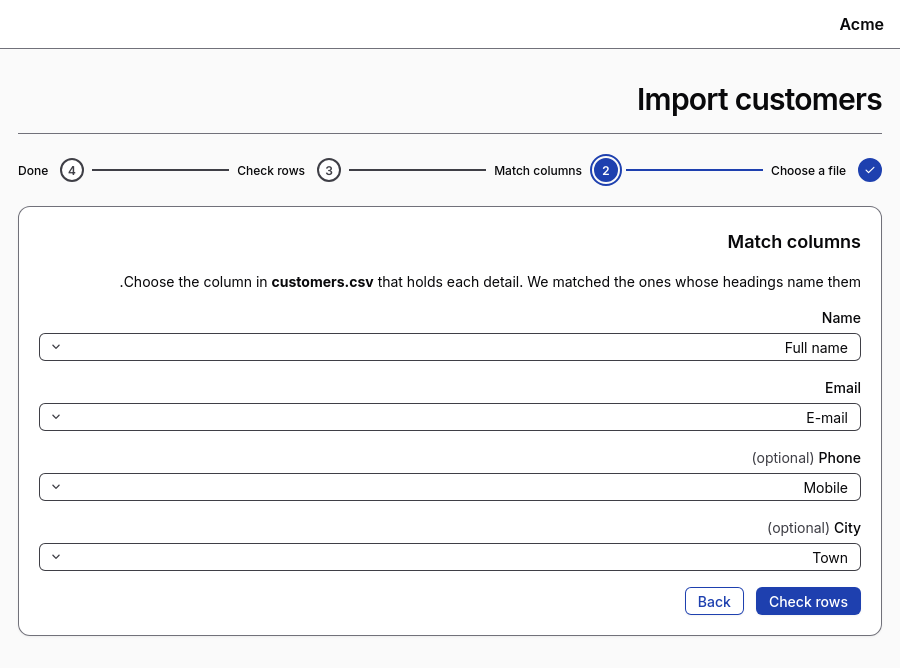 Acme
Import customers
Choose a file
2 Match columns
3 Check rows
4 Done
Match columns
Choose the column in customers.csv that holds each detail. We matched the ones whose headings name them.
Name
Full name
Email
E-mail
Phone (optional)
Mobile
City (optional)
Town
Check rows
Back